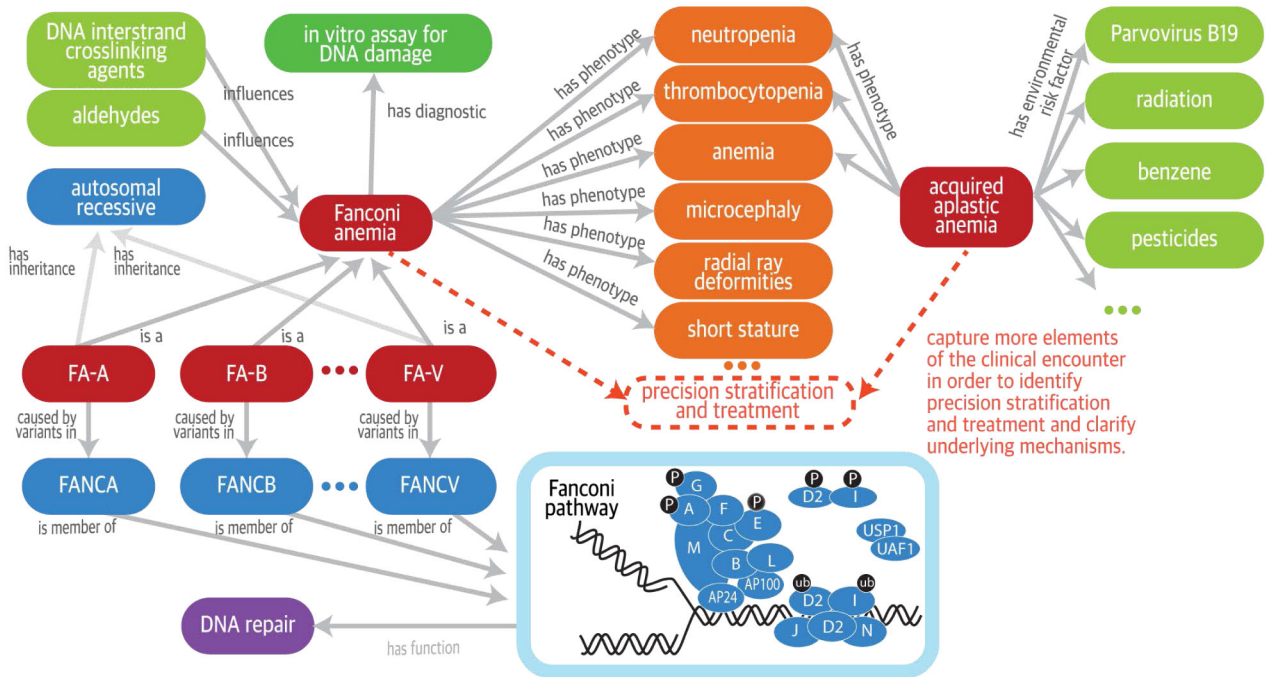 DNA interstrand
crosslinking
agents
aldehydes
influences
influences
in vitro assay for
DNA damage
has diagnostic
autosomal
recessive
has
inheritance
has
inheritance
Fanconi
anemia
is a
is a
is a
FA-A
FA-B
FA-V
caused by
variants in
caused by
variants in
caused by
variants in
FANCA
FANCB
FANCV
is member of
is member of
is member of
DNA repair
has function
has phenotype
has phenotype
has phenotype
has phenotype
has phenotype
has phenotype
neutropenia
thrombocytopenia
anemia
microcephaly
radial ray
deformities
short stature
precision stratification
and treatment
has phenotype
acquired
aplastic
anemia
has environmental
risk factor
Parvovirus B19
radiation
benzene
pesticides
capture more elements
of the clinical encounter
in order to identify
precision stratification
and treatment and clarify
underlying mechanisms.
Fanconi
pathway
P
G
P
A
F
P
E
C
M
B
L
AP24
AP100
P
P
D2
I
USP1
UAF1
ub
ub
D2
I
J
D2
N